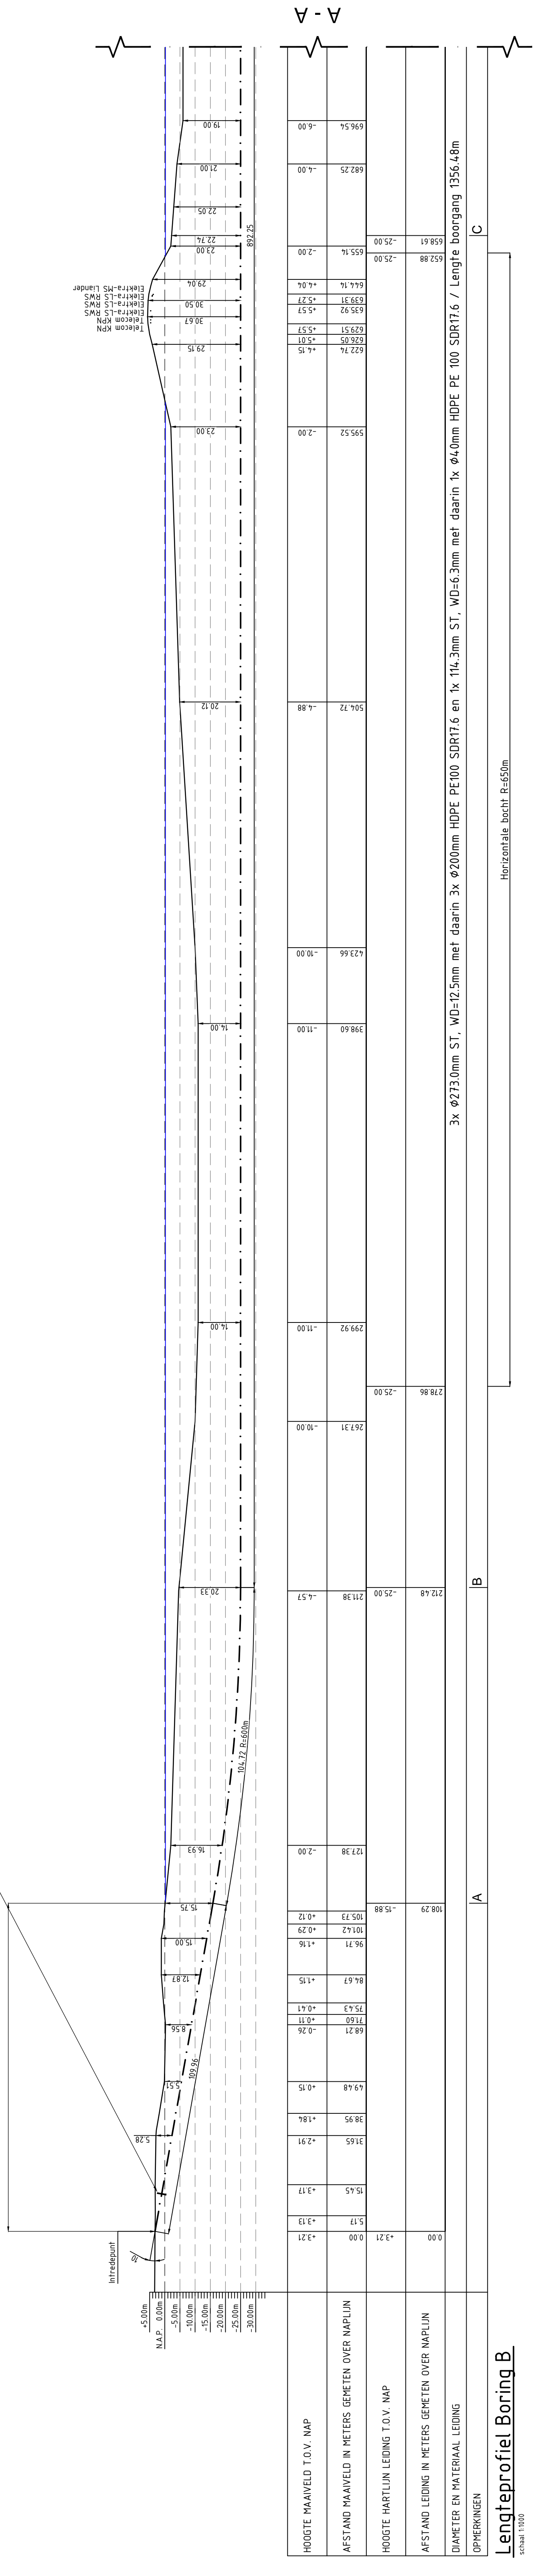 A - A
Telecom KPN
Telecom KPN
Elektra-LS RWS
Elektra-LS RWS
Elektra-LS RWS
Elektra-MS Liander
Intredepunt
10
+5.00m
N.A.P. 0.00m
-5.00m
-10.00m
-15.00m
-20.00m
-25.00m
-30.00m
5.28
5.51
8.56
12.87
15.00
15.75
16.93
20.33
14.00
14.00
20.12
23.00
29.15
30.67
30.50
29.04
23.00
22.74
22.05
21.00
19.00
109.96
104.72 R=600m
892.25
HOOGTE MAAIVELD T.O.V. NAP
+3.21 +3.13 +3.17 +2.91 +1.84 +0.15 -0.26 +0.11 +0.41 +1.15 +1.16 +0.29 +0.12 -2.00 -4.57 -10.00 -11.00 -11.00 -10.00 -4.88 -2.00 +4.15 +5.01 +5.57 +5.57 +5.27 +4.04 -2.00 -4.00 -6.00
AFSTAND MAAIVELD IN METERS GEMETEN OVER NAPLIJN
0.00 5.17 15.45 31.65 38.95 49.48 68.21 71.60 75.43 84.67 96.71 101.42 105.73 127.38 211.38 267.31 299.92 398.60 423.66 504.72 595.52 622.74 626.05 629.51 635.92 639.31 644.14 655.14 682.25 696.54
HOOGTE HARTLIJN LEIDING T.O.V. NAP
+3.21 -15.88 -25.00 -25.00 -25.00 -25.00
AFSTAND LEIDING IN METERS GEMETEN OVER NAPLIJN
0.00 108.29 212.48 278.86 652.88 658.61
DIAMETER EN MATERIAAL LEIDING
3x Ø273.0mm ST, WD=12.5mm met daarin 3x Ø200mm HDPE PE100 SDR17.6 en 1x 114.3mm ST, WD=6.3mm met daarin 1x Ø40mm HDPE PE 100 SDR17.6 / Lengte boorgang 1356.48m
OPMERKINGEN
A B C
Horizontale bocht R=650m
Lengteprofiel Boring B
schaal 1:1000